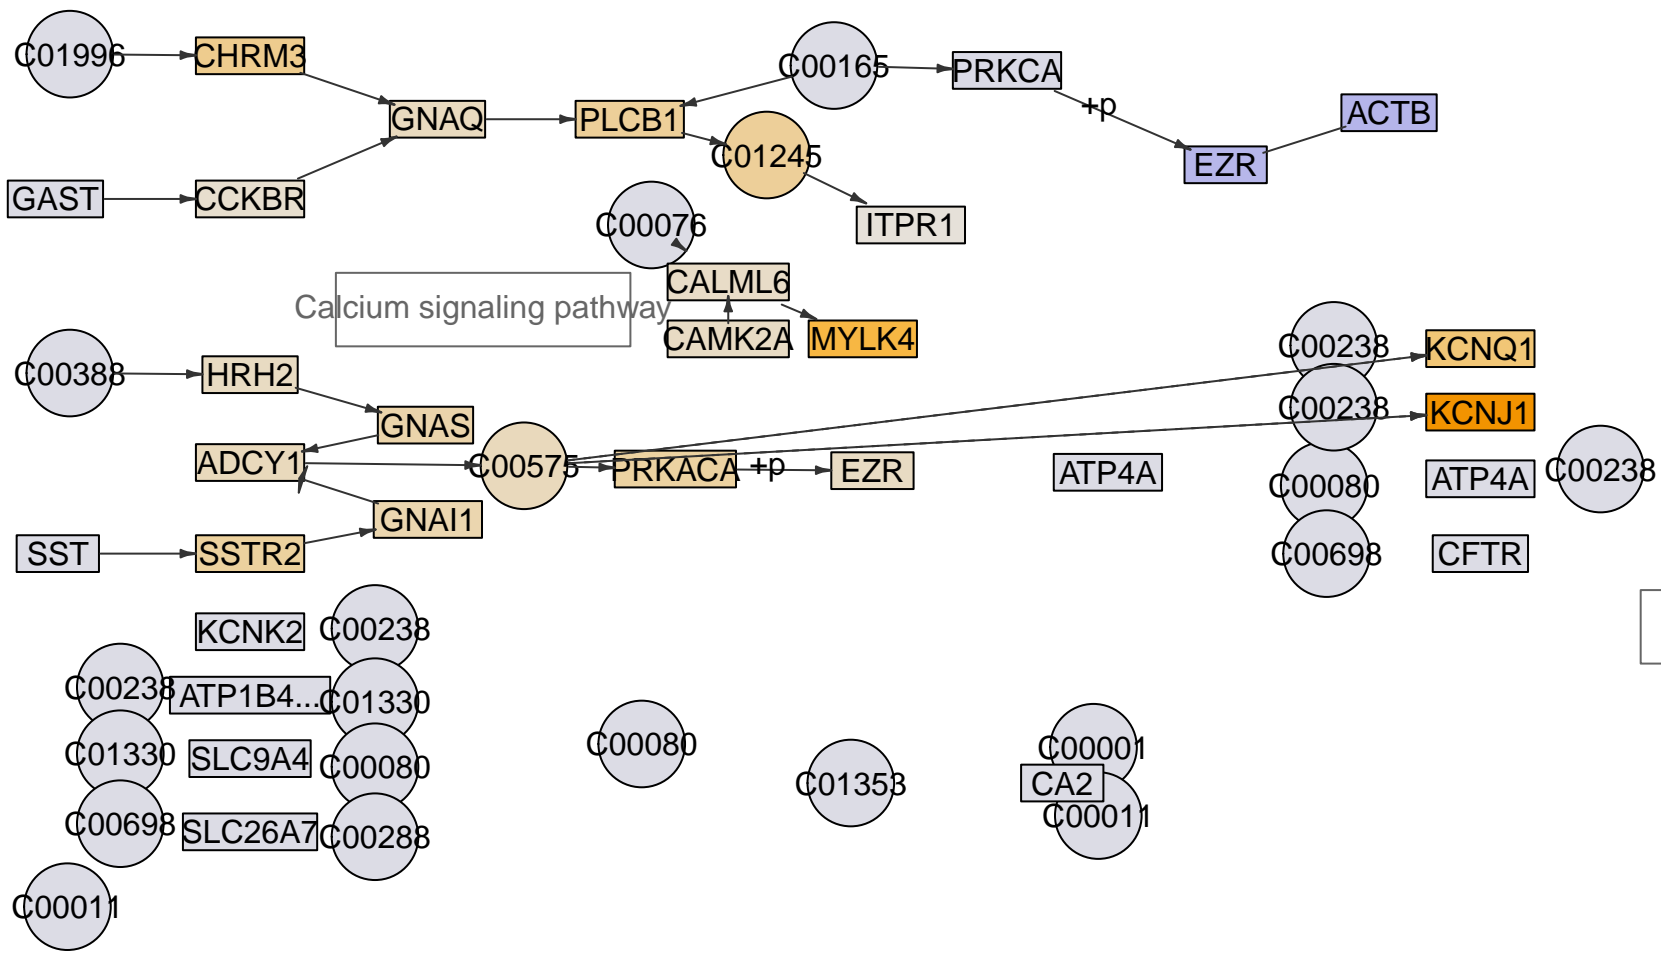 C01996
CHRM3
C00165
PRKCA
+p
ACTB
GNAQ
PLCB1
C01245
EZR
GAST
CCKBR
C00076
ITPR1
CALML6
Calcium signaling pathway
CAMK2A
MYLK4
C00238
KCNQ1
C00388
HRH2
C00238
KCNJ1
GNAS
ADCY1
C00575
PRKACA
+p
EZR
ATP4A
C00080
ATP4A
C00238
GNAI1
SST
SSTR2
C00698
CFTR
KCNK2
C00238
C00238
ATP1B4...
C01330
C01330
SLC9A4
C00080
C00080
C01353
C00001
CA2
C00011
C00698
SLC26A7
C00288
C00011